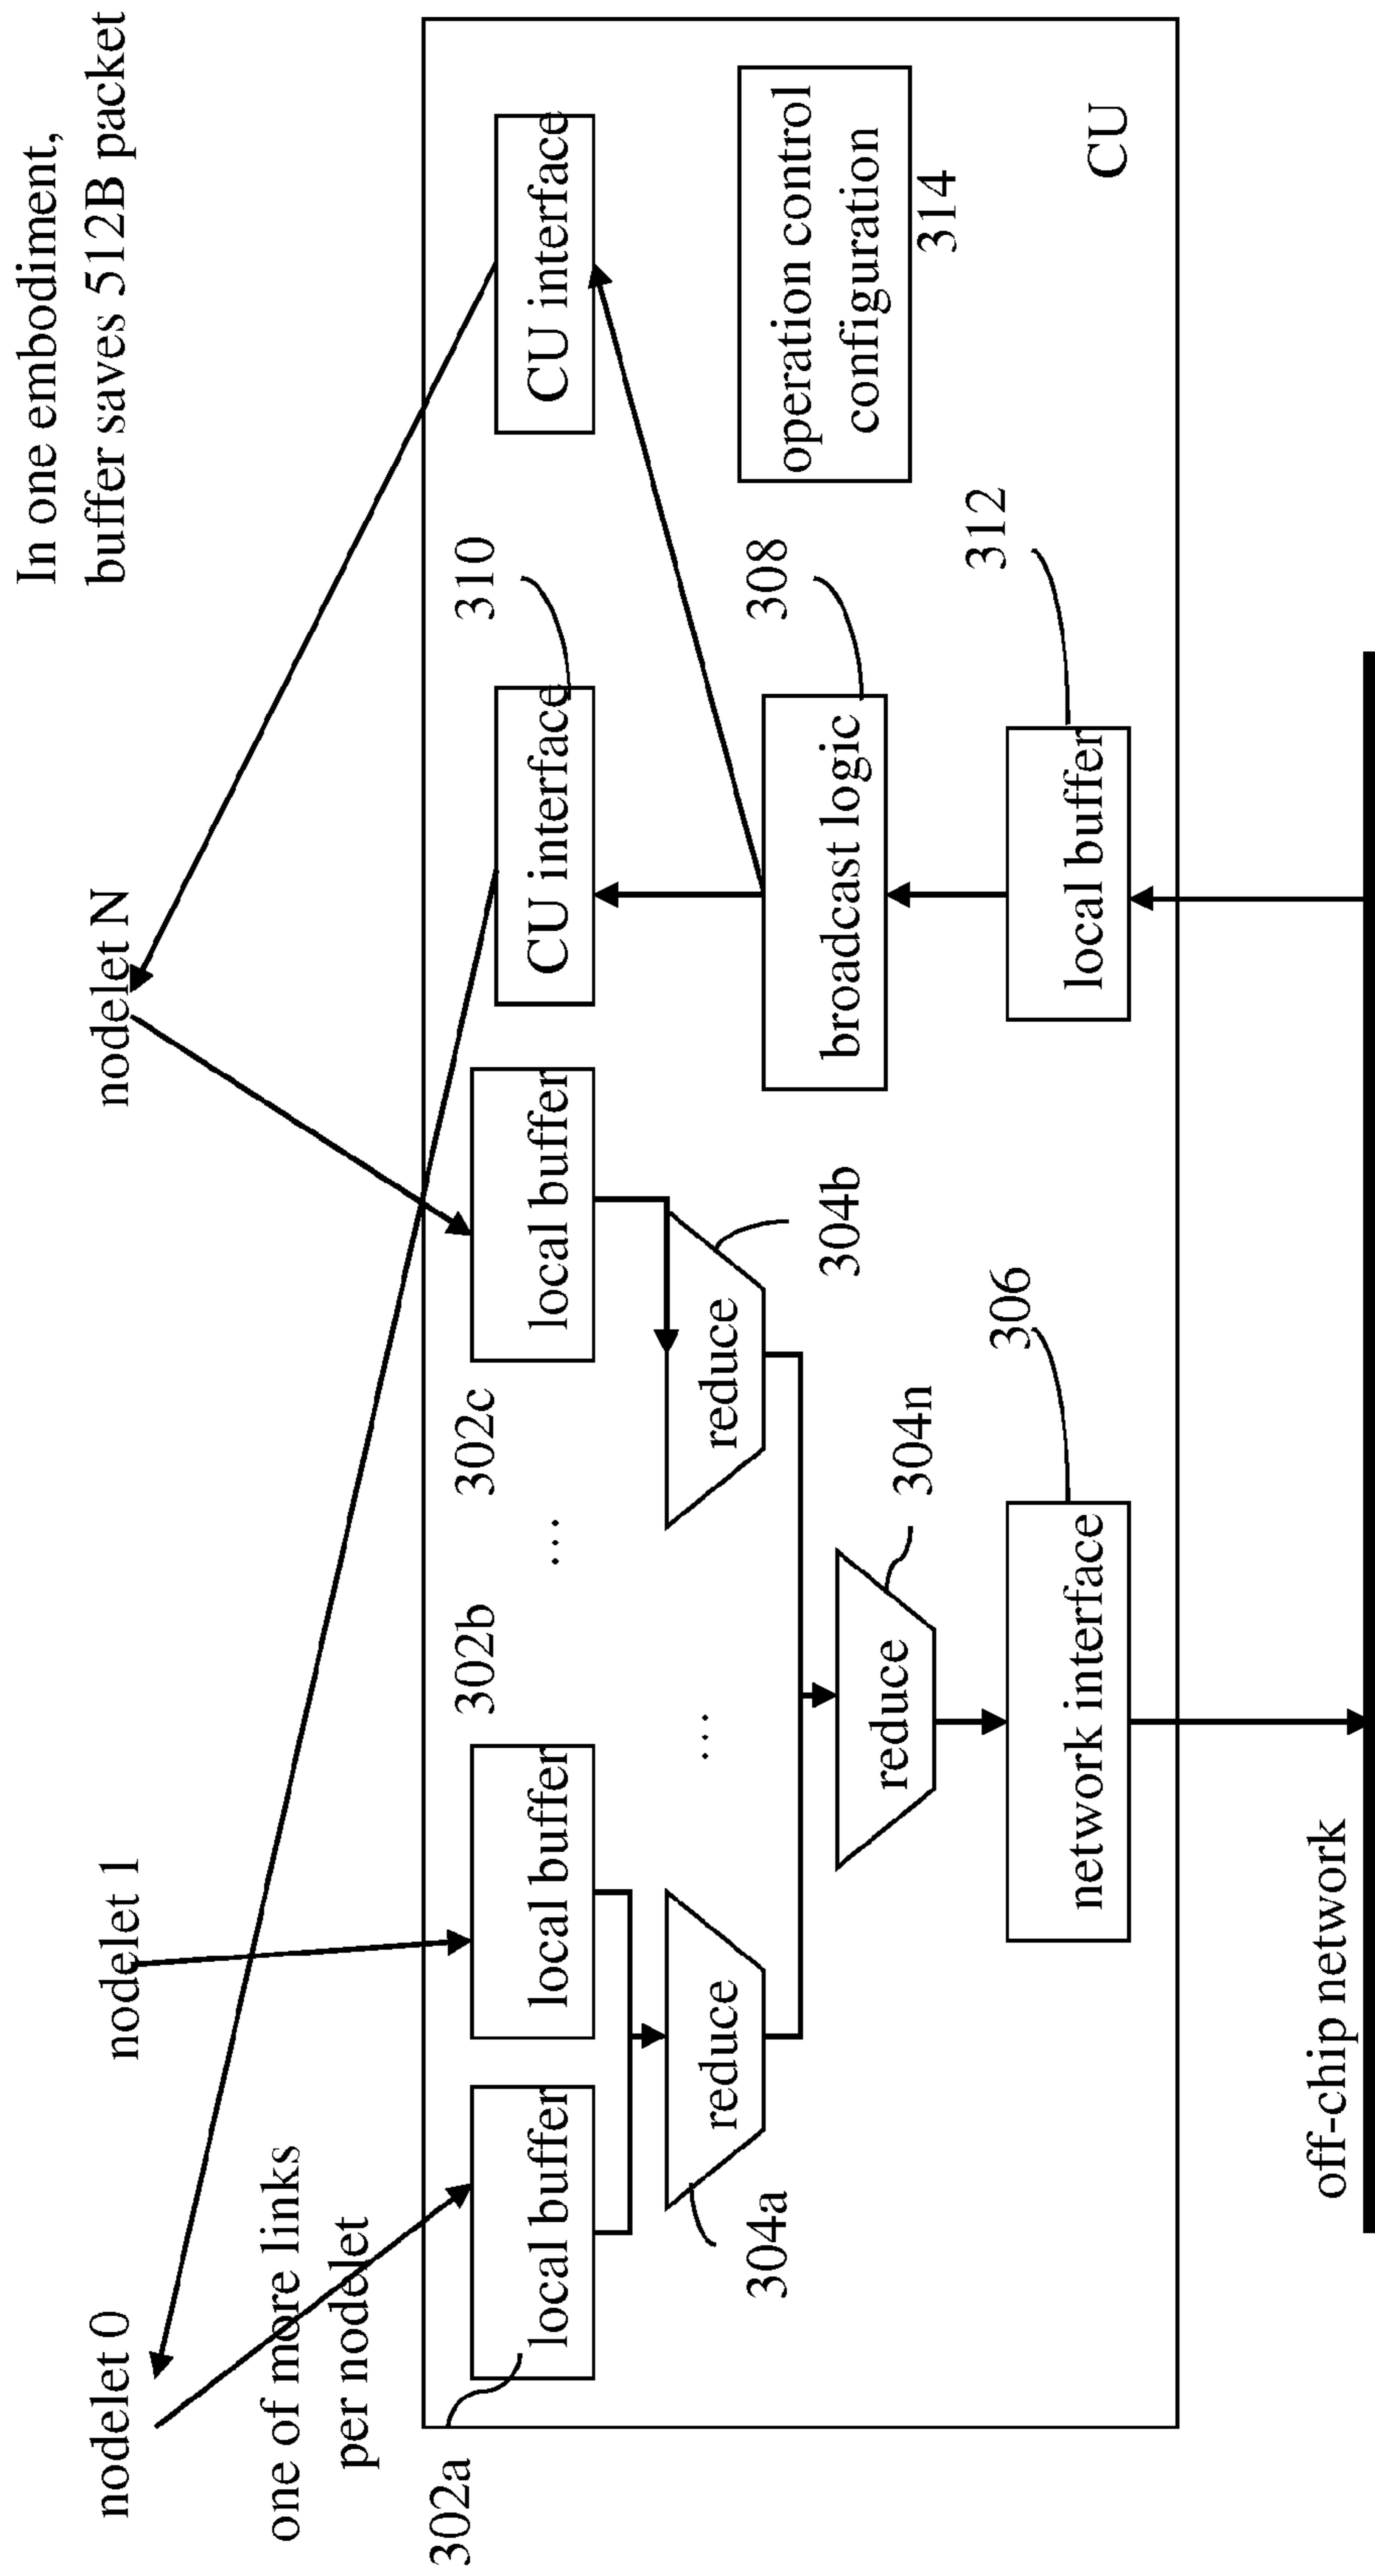 In one embodiment,
buffer saves 512B packet
nodelet 0
nodelet 1
nodelet N
one of more links
per nodelet
302a
local buffer
local buffer
302b
...
302c
local buffer
CU interface
310
CU interface
304a
reduce
...
reduce
304b
broadcast logic
308
operation control
configuration
314
reduce
304n
network interface
306
local buffer
312
CU
off-chip network